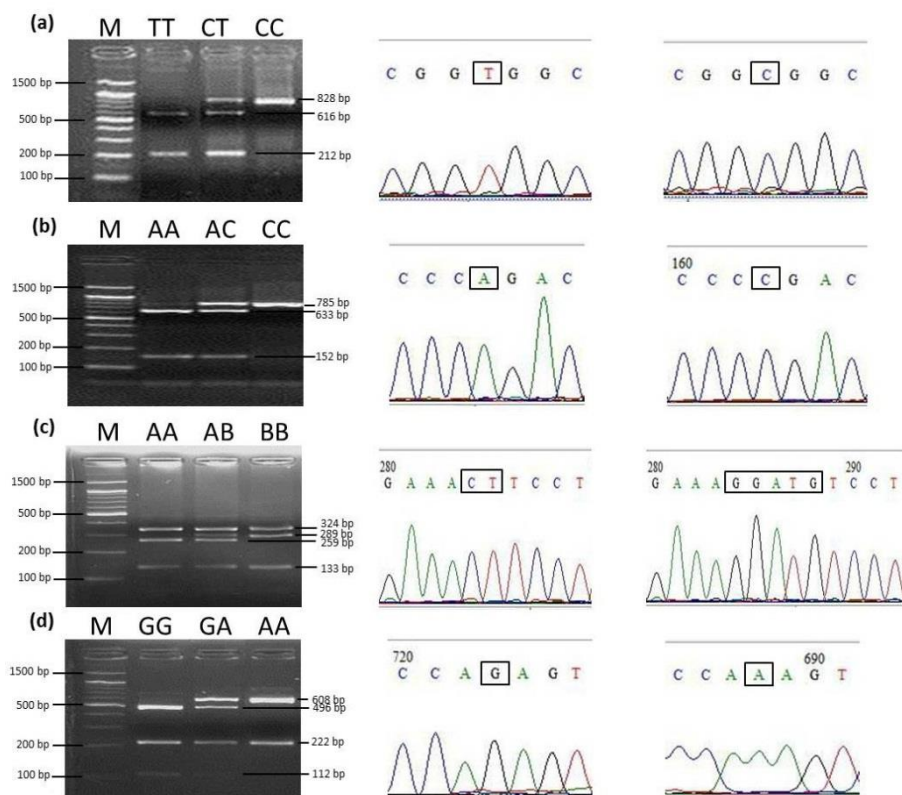 (a)
M TT CT CC
1500 bp
500 bp
200 bp
100 bp
828 bp
616 bp
212 bp
C G G T G G C
C G G C G G C
(b)
M AA AC CC
1500 bp
500 bp
200 bp
100 bp
785 bp
633 bp
152 bp
C C C A G A C
160
C C C C G A C
(c)
M AA AB BB
1500 bp
500 bp
200 bp
100 bp
324 bp
289 bp
259 bp
133 bp
280
G A A A C T T C C T
280 290
G A A A G G A T G T C C T
(d)
M GG GA AA
1500 bp
500 bp
200 bp
100 bp
608 bp
496 bp
222 bp
112 bp
720
C C A G A G T
690
C C A A A G T